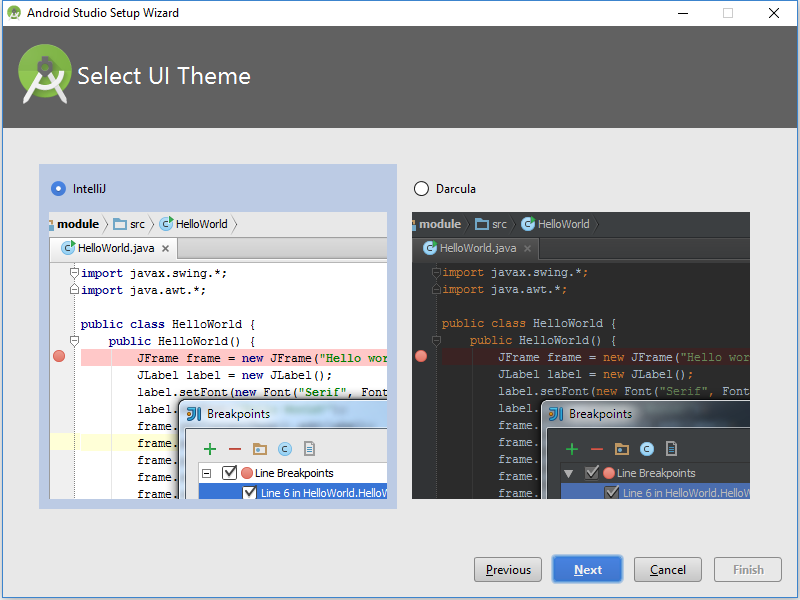 Android Studio Setup Wizard
Select UI Theme
IntelliJ
module src HelloWorld
HelloWorld.java
import javax.swing.*;
import java.awt.*;
public class HelloWorld {
public HelloWorld() {
JFrame frame = new JFrame("Hello wor
JLabel label = new JLabel();
label.setFont(new Font("Serif", Font
label.
frame.
frame.
frame.
frame.
frame.
Breakpoints
Line Breakpoints
Line 6 in HelloWorld.HelloW
Darcula
module src HelloWorld
HelloWorld.java
import javax.swing.*;
import java.awt.*;
public class HelloWorld {
public HelloWorld() {
JFrame frame = new JFrame("Hello wor
JLabel label = new JLabel();
label.setFont(new Font("Serif", Font
label.
frame.
frame.
frame.
frame.
frame.
Breakpoints
Line Breakpoints
Line 6 in HelloWorld.HelloW
Previous Next Cancel Finish